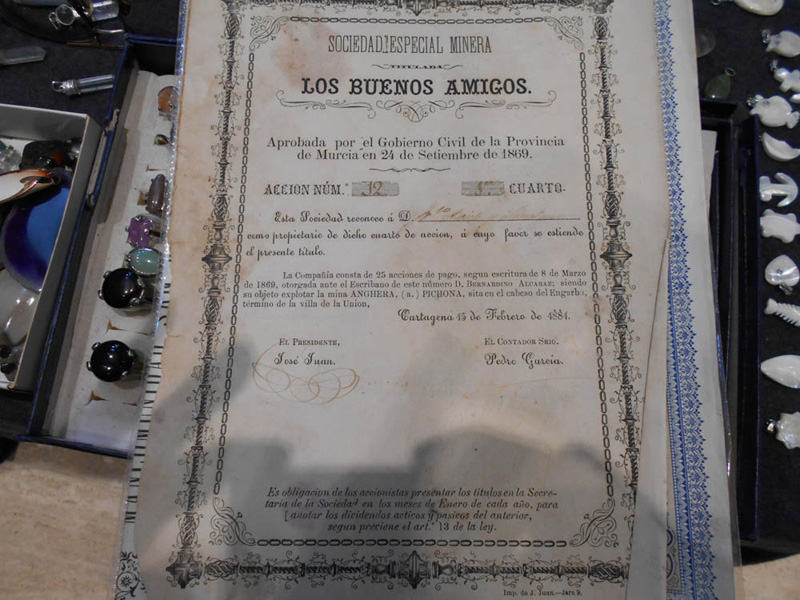 SOCIEDAD ESPECIAL MINERA
TITULADA
LOS BUENOS AMIGOS.
Aprobada por el Gobierno Civil de la Provincia
de Murcia en 24 de Setiembre de 1869.
ACCION NÚM.º 12 CUARTO.
Esta Sociedad reconoce á D.
como propietario de dicho cuarto de accion, á cuyo favor se estiende
el presente título.
La Compañía consta de 25 acciones de pago, segun escritura de 8 de Marzo
de 1869, otorgada ante el Escribano de este número D. BERNARDINO ALCARAZ; siendo
su objeto explotar la mina ANGHERA, (a.) PICHONA, sita en el cabeso del Engarbo,
término de la villa de la Union,
Cartagena 15 de Febrero de 1881.
EL PRESIDENTE, EL CONTADOR SRIO.
José Juan. Pedro García.
Es obligacion de los accionistas presentar los títulos en la Secre-
taría de la Sociedad en los meses de Enero de cada año, para
anotar los dividendos activos y pasivos del anterior,
segun previene el art.º 13 de la ley.
Imp. de J. Juan.—Jara 9.